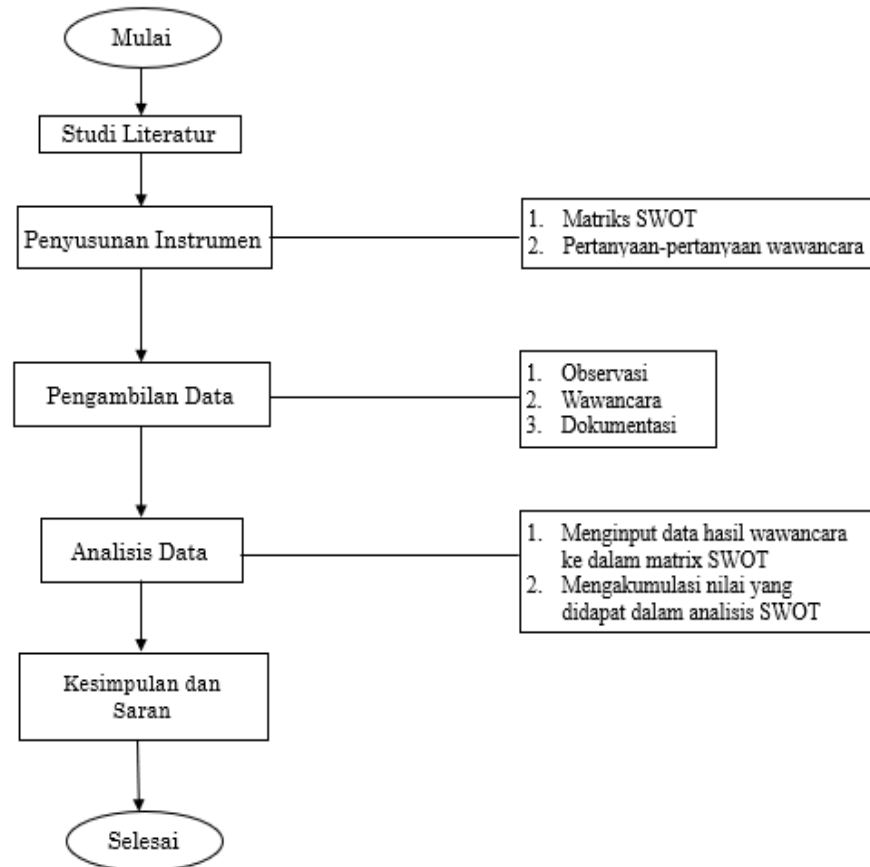 Mulai
Studi Literatur
Penyusunan Instrumen
1. Matriks SWOT
2. Pertanyaan-pertanyaan wawancara
Pengambilan Data
1. Observasi
2. Wawancara
3. Dokumentasi
Analisis Data
1. Menginput data hasil wawancara
ke dalam matrix SWOT
2. Mengakumulasi nilai yang
didapat dalam analisis SWOT
Kesimpulan dan
Saran
Selesai